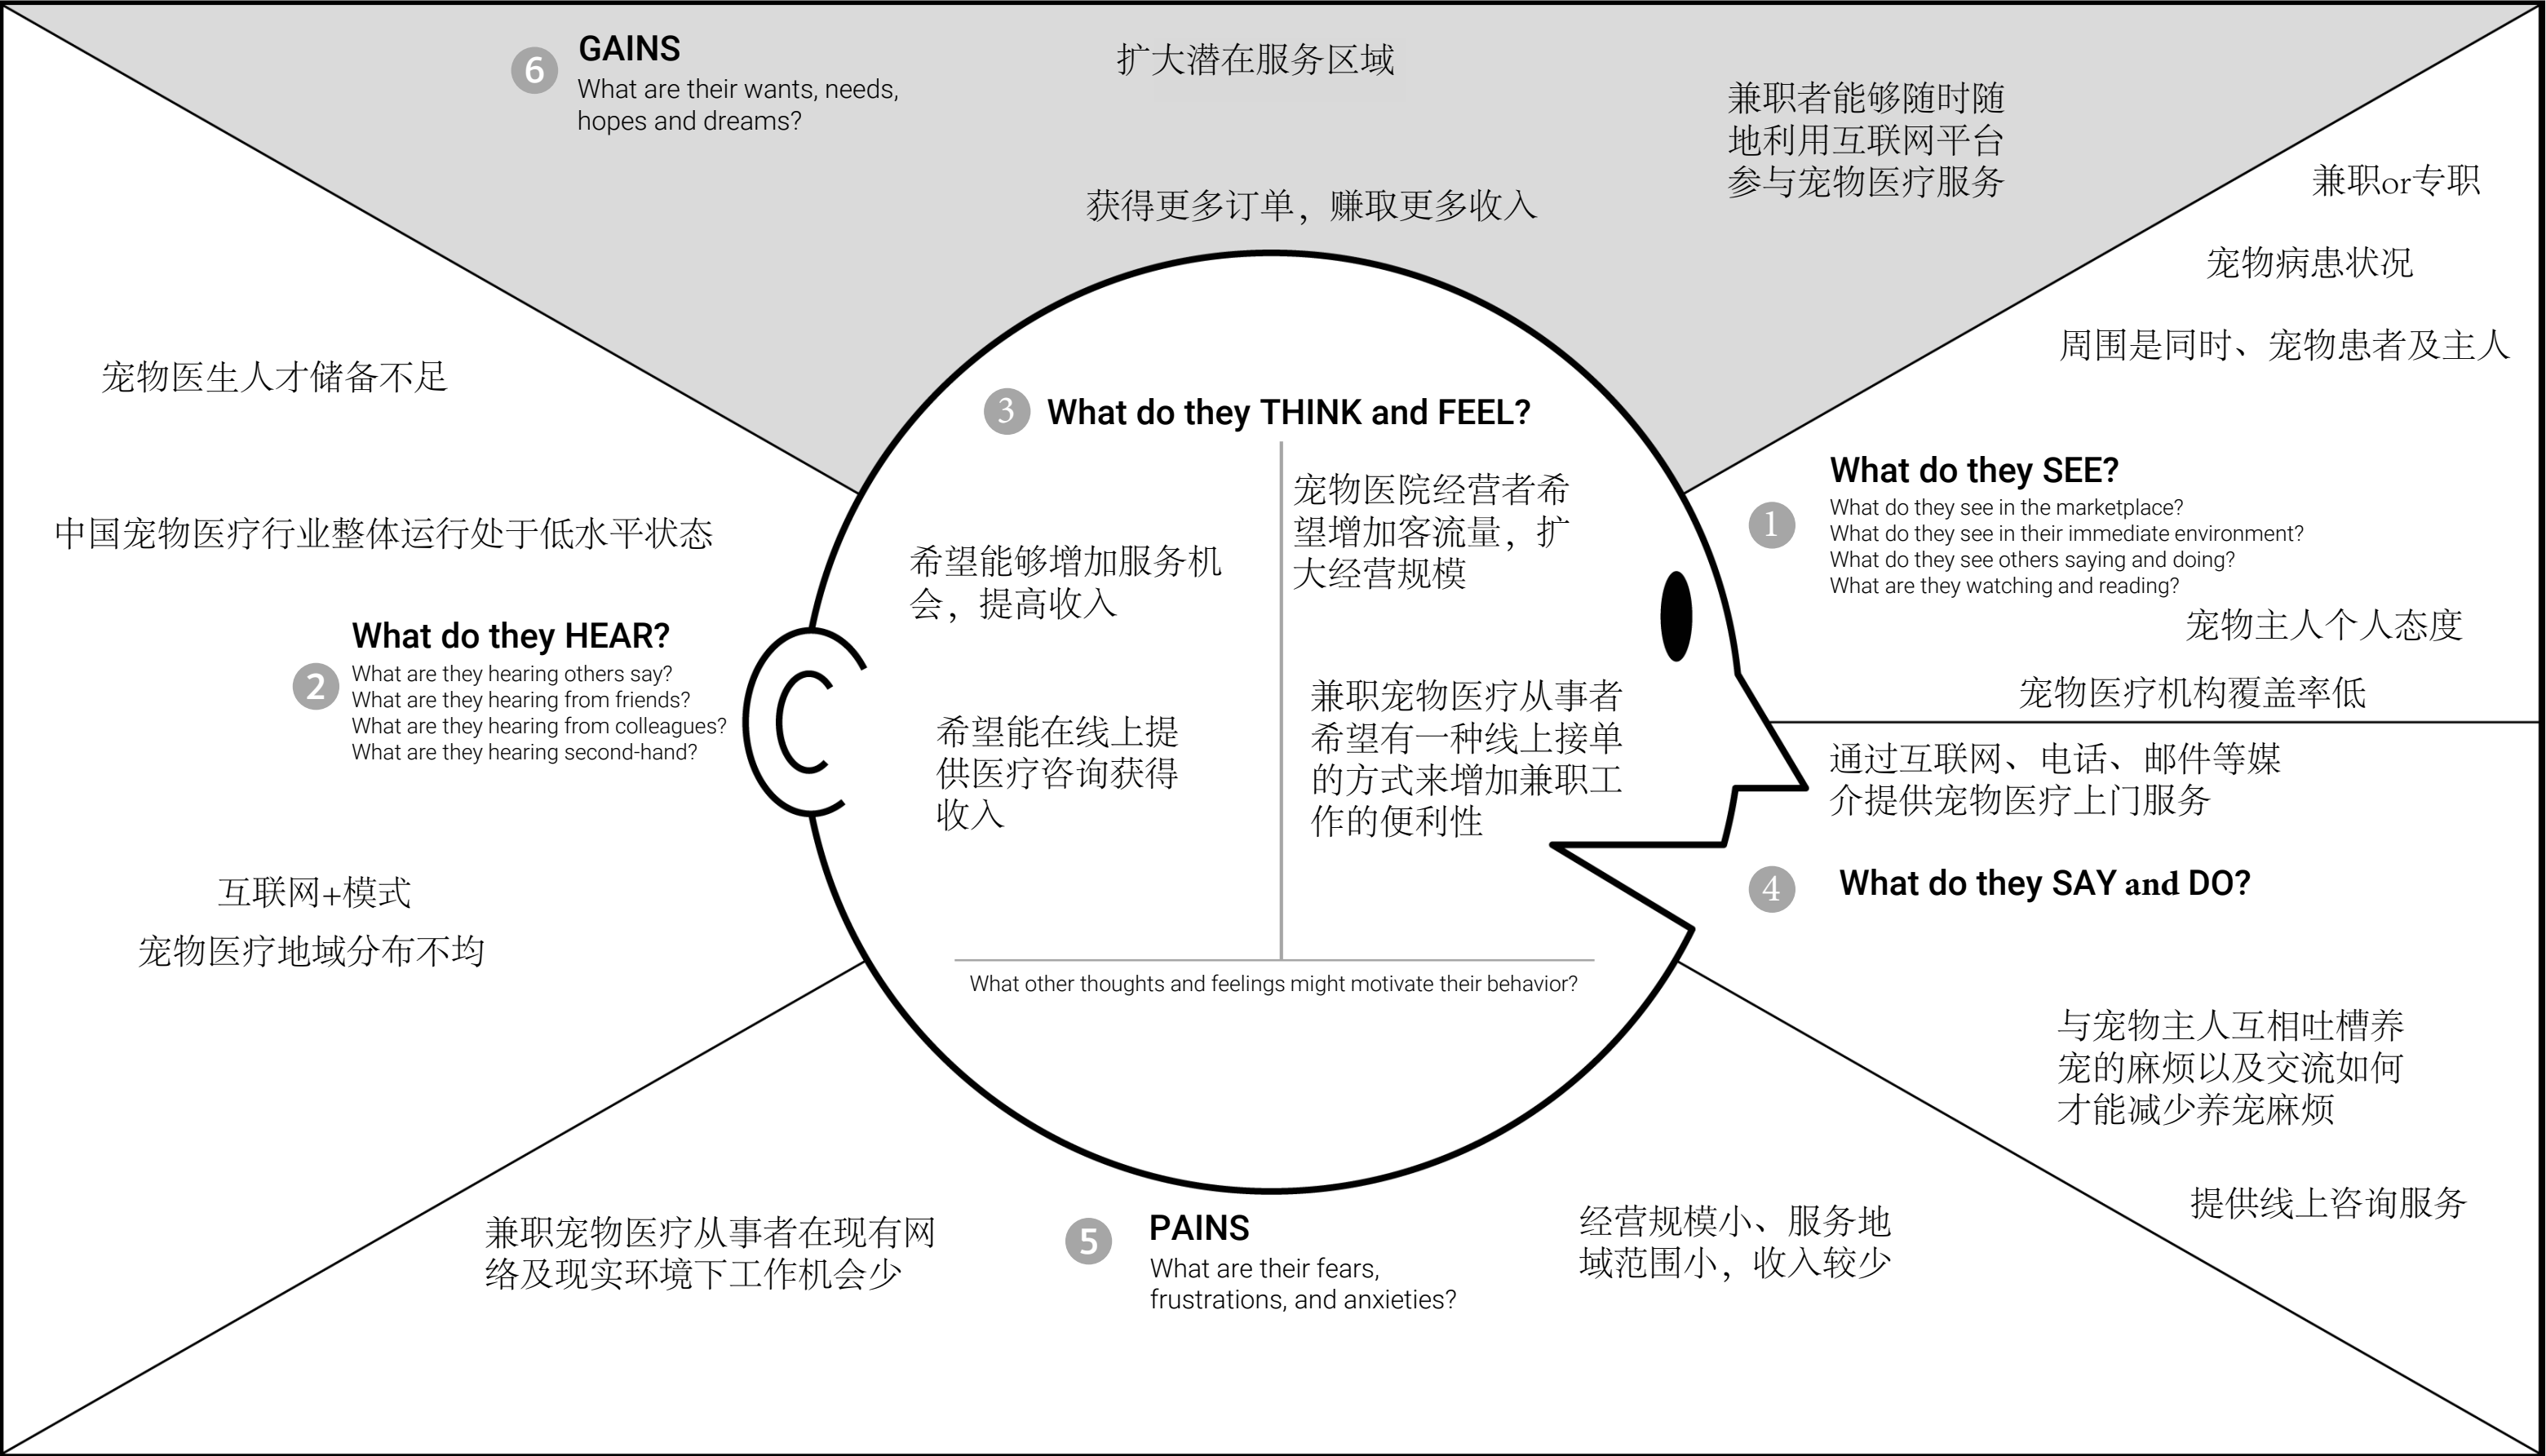 6
GAINS
What are their wants, needs,
hopes and dreams?
扩大潜在服务区域
获得更多订单，赚取更多收入
兼职者能够随时随
地利用互联网平台
参与宠物医疗服务
兼职or专职
宠物病患状况
周围是同时、宠物患者及主人
1
What do they SEE?
What do they see in the marketplace?
What do they see in their immediate environment?
What do they see others saying and doing?
What are they watching and reading?
宠物主人个人态度
宠物医疗机构覆盖率低
宠物医生人才储备不足
中国宠物医疗行业整体运行处于低水平状态
2
What do they HEAR?
What are they hearing others say?
What are they hearing from friends?
What are they hearing from colleagues?
What are they hearing second-hand?
互联网+模式
宠物医疗地域分布不均
3
What do they THINK and FEEL?
希望能够增加服务机
会，提高收入
希望能在线上提
供医疗咨询获得
收入
宠物医院经营者希
望增加客流量，扩
大经营规模
兼职宠物医疗从事者
希望有一种线上接单
的方式来增加兼职工
作的便利性
What other thoughts and feelings might motivate their behavior?
通过互联网、电话、邮件等媒
介提供宠物医疗上门服务
4
What do they SAY and DO?
与宠物主人互相吐槽养
宠的麻烦以及交流如何
才能减少养宠麻烦
提供线上咨询服务
兼职宠物医疗从事者在现有网
络及现实环境下工作机会少
5
PAINS
What are their fears,
frustrations, and anxieties?
经营规模小、服务地
域范围小，收入较少